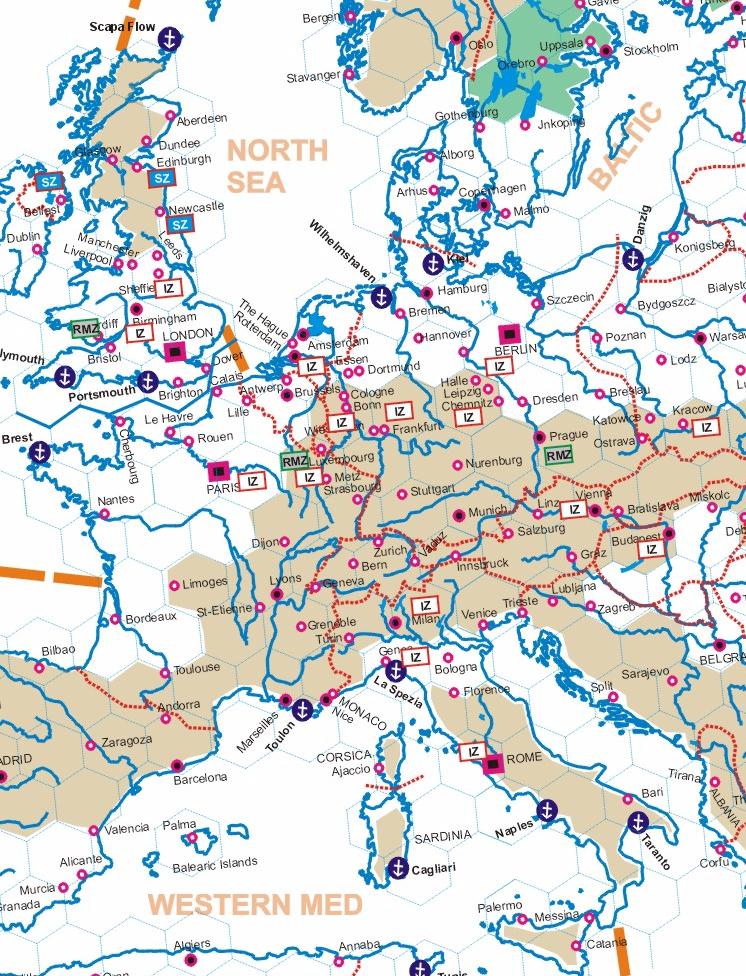 Bergen
Gavle
Scapa Flow
Oslo
Uppsala
Stockholm
Orebro
Stavanger
Gothenburg
Jnkoping
Aberdeen
Dundee
Glasgow
Edinburgh
NORTH
SEA
BALTIC
Alborg
SZ
SZ
Arhus
Copenhagen
Belfast
Newcastle
Malmo
SZ
Dublin
Manchester
Leeds
Liverpool
Wilhelmshaven
Kiel
Danzig
Konigsberg
Sheffie
IZ
Hamburg
Szczecin
Bydgoszcz
Bialyst
Birmingham
The Hague
Rotterdam
Bremen
RMZ
rdiff
IZ
LONDON
Amsterdam
Hannover
BERLIN
Poznan
Warsa
Bristol
Dover
IZ
Essen
Dortmund
IZ
Lodz
lymouth
Portsmouth
Brighton
Calais
Antwerp
Brussels
Cologne
Bonn
Halle
Leipzig
Chemnitz
Dresden
Breslau
Lille
Le Havre
IZ
IZ
IZ
Katowice
Kracow
IZ
Brest
Cherbourg
Rouen
Wie
Frankfurt
Prague
Ostrava
PARIS
IZ
RMZ
Luxembourg
IZ
Metz
Strasbourg
Nurenburg
RMZ
Nantes
Stuttgart
Munich
Linz
IZ
Vienna
Bratislava
Miskolc
Dijon
Zurich
Vaduz
Salzburg
Budapest
IZ
Deb
Limoges
Lyons
Geneva
Bern
Innsbruck
Graz
St-Etienne
IZ
Lubljana
Bordeaux
Grenoble
Turin
Milan
Venice
Trieste
Zagreb
Bilbao
Toulouse
Genoa
IZ
Bologna
BELGRA
La Spezia
Florence
Split
Sarajevo
Andorra
Marseilles
Toulon
Nice
MONACO
Zaragoza
CORSICA
Ajaccio
IZ
ROME
ADRID
Barcelona
Tirana
ALBANIA
Th
Bari
Valencia
Palma
SARDINIA
Naples
Taranto
Corfu
Alicante
Balearic Islands
Cagliari
Murcia
Granada
WESTERN MED
Palermo
Messina
Catania
Algiers
Annaba
Oran
Tunis